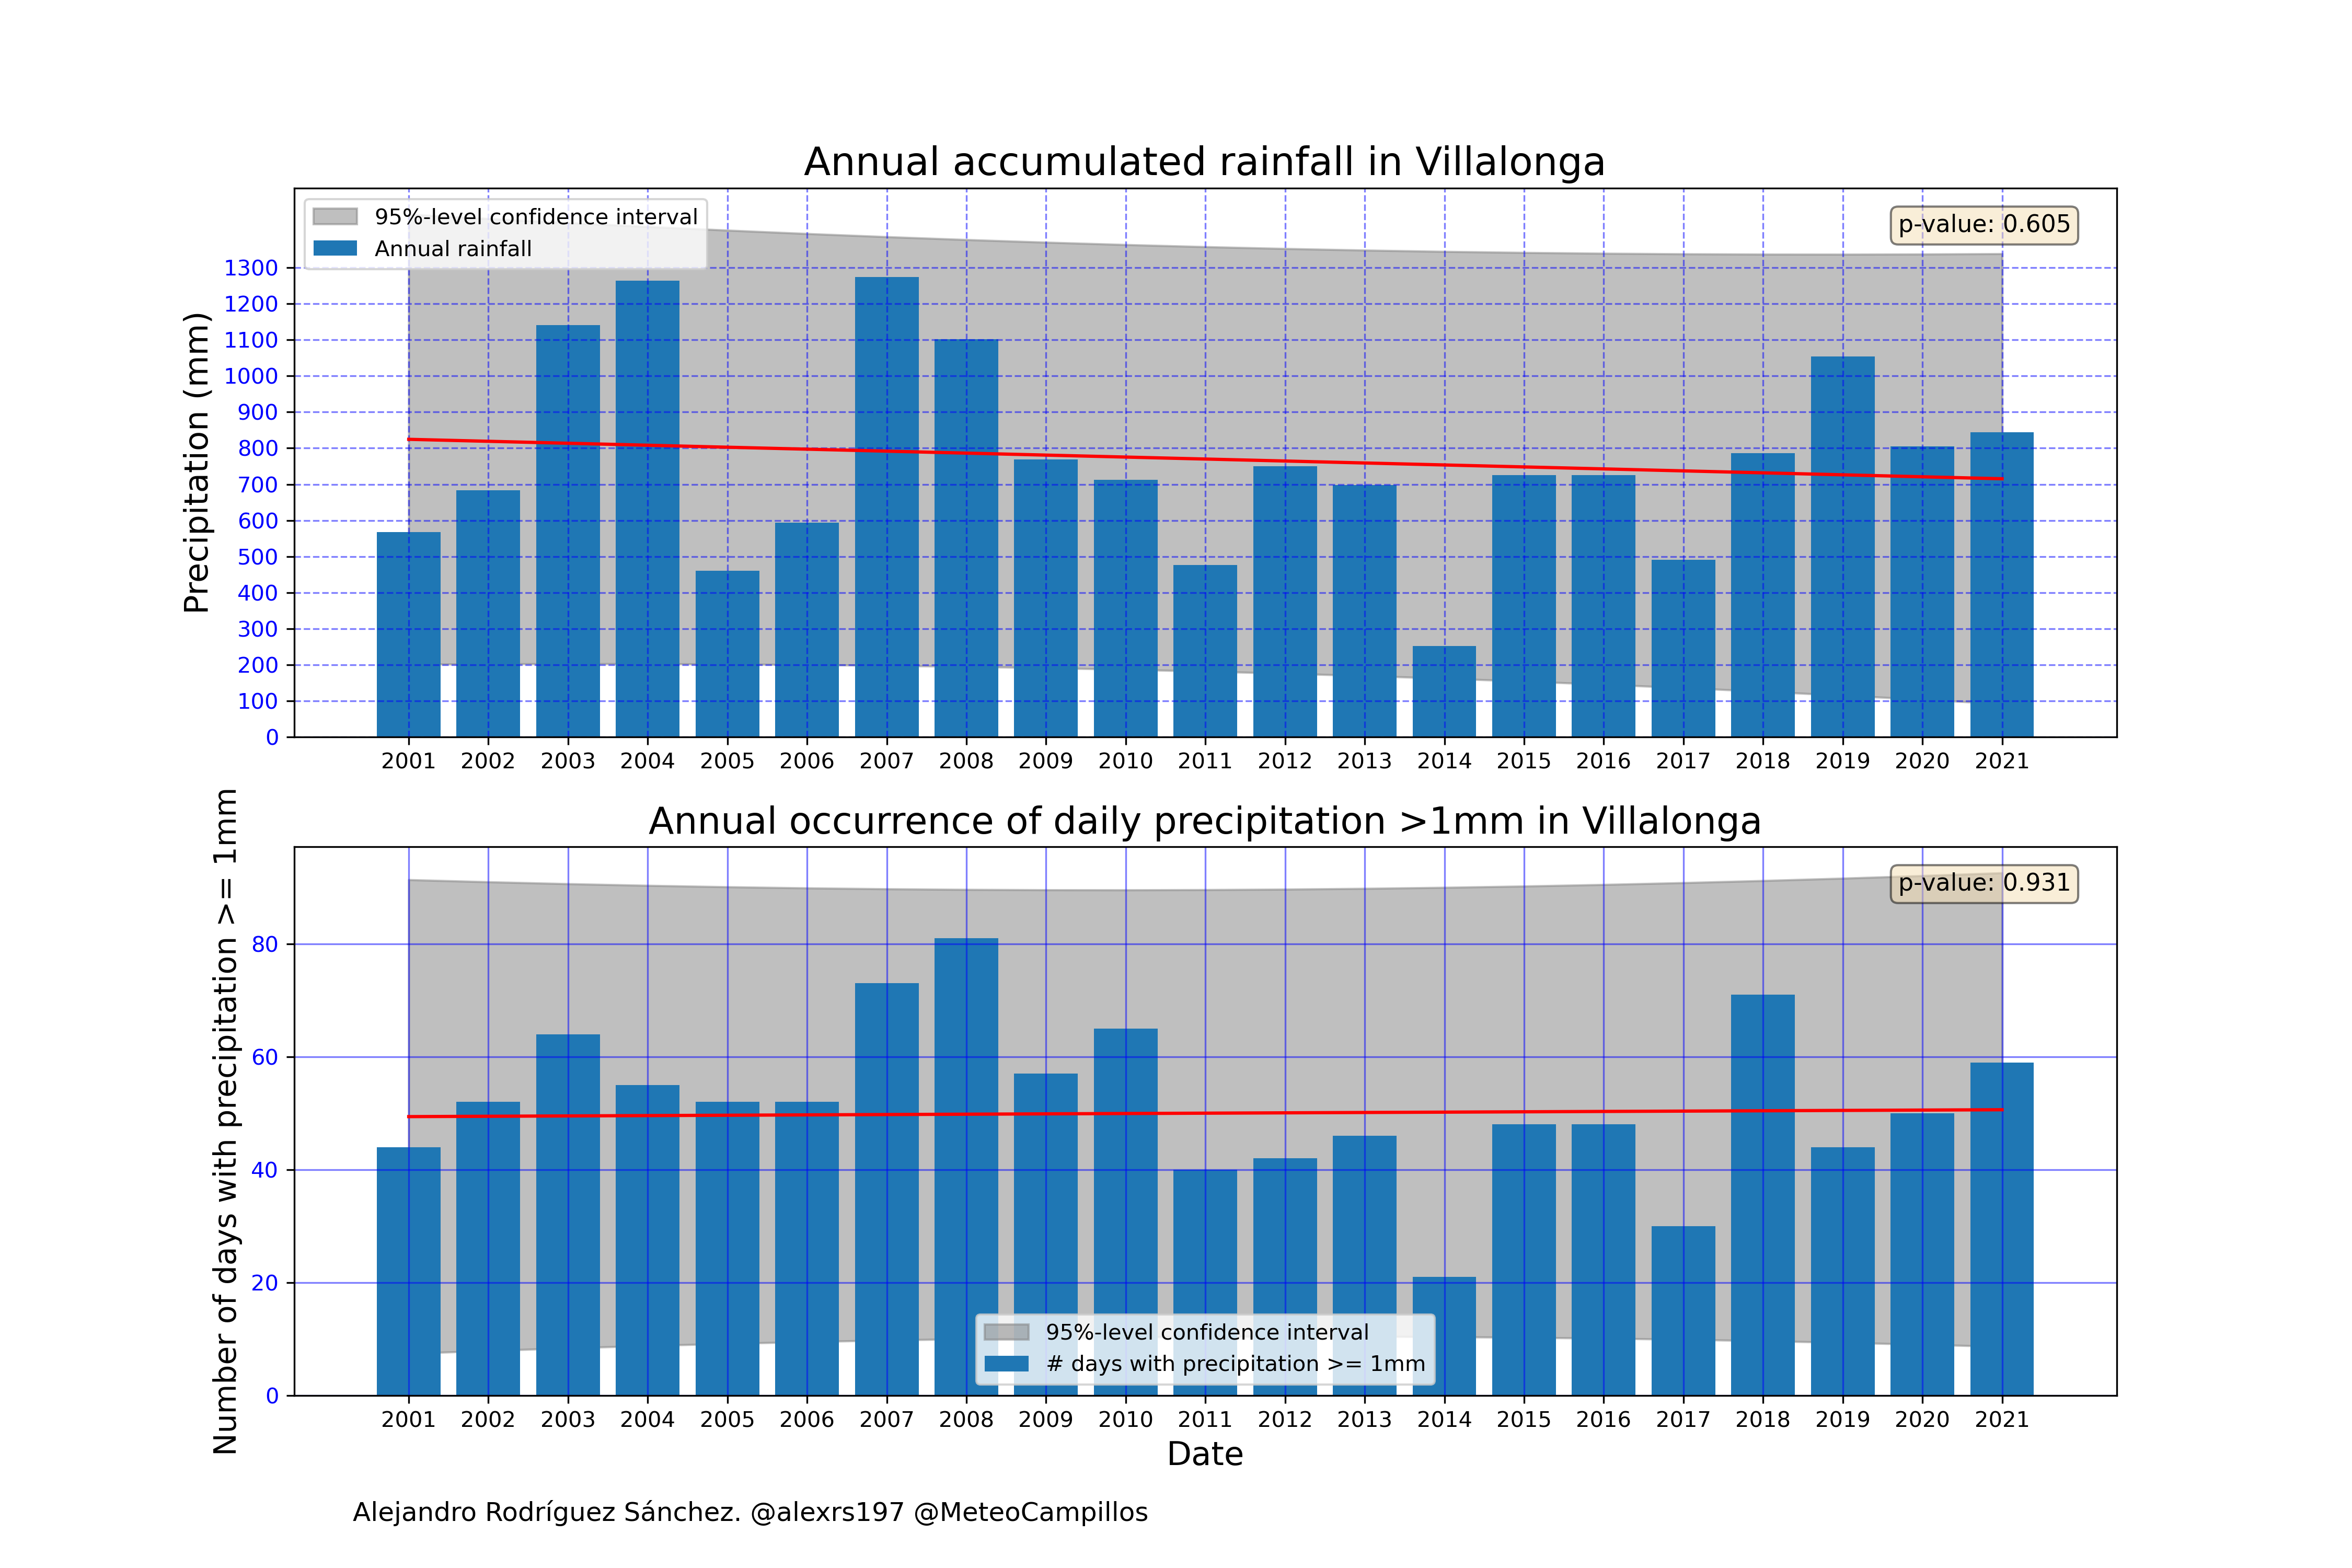 Annual accumulated rainfall in Villalonga
95%-level confidence interval
Annual rainfall
p-value: 0.605
Precipitation (mm)
1300
1200
1100
1000
900
800
700
600
500
400
300
200
100
0
2001 2002 2003 2004 2005 2006 2007 2008 2009 2010 2011 2012 2013 2014 2015 2016 2017 2018 2019 2020 2021
Annual occurrence of daily precipitation >1mm in Villalonga
p-value: 0.931
Number of days with precipitation >= 1mm
80
60
40
20
0
95%-level confidence interval
# days with precipitation >= 1mm
2001 2002 2003 2004 2005 2006 2007 2008 2009 2010 2011 2012 2013 2014 2015 2016 2017 2018 2019 2020 2021
Date
Alejandro Rodríguez Sánchez. @alexrs197 @MeteoCampillos